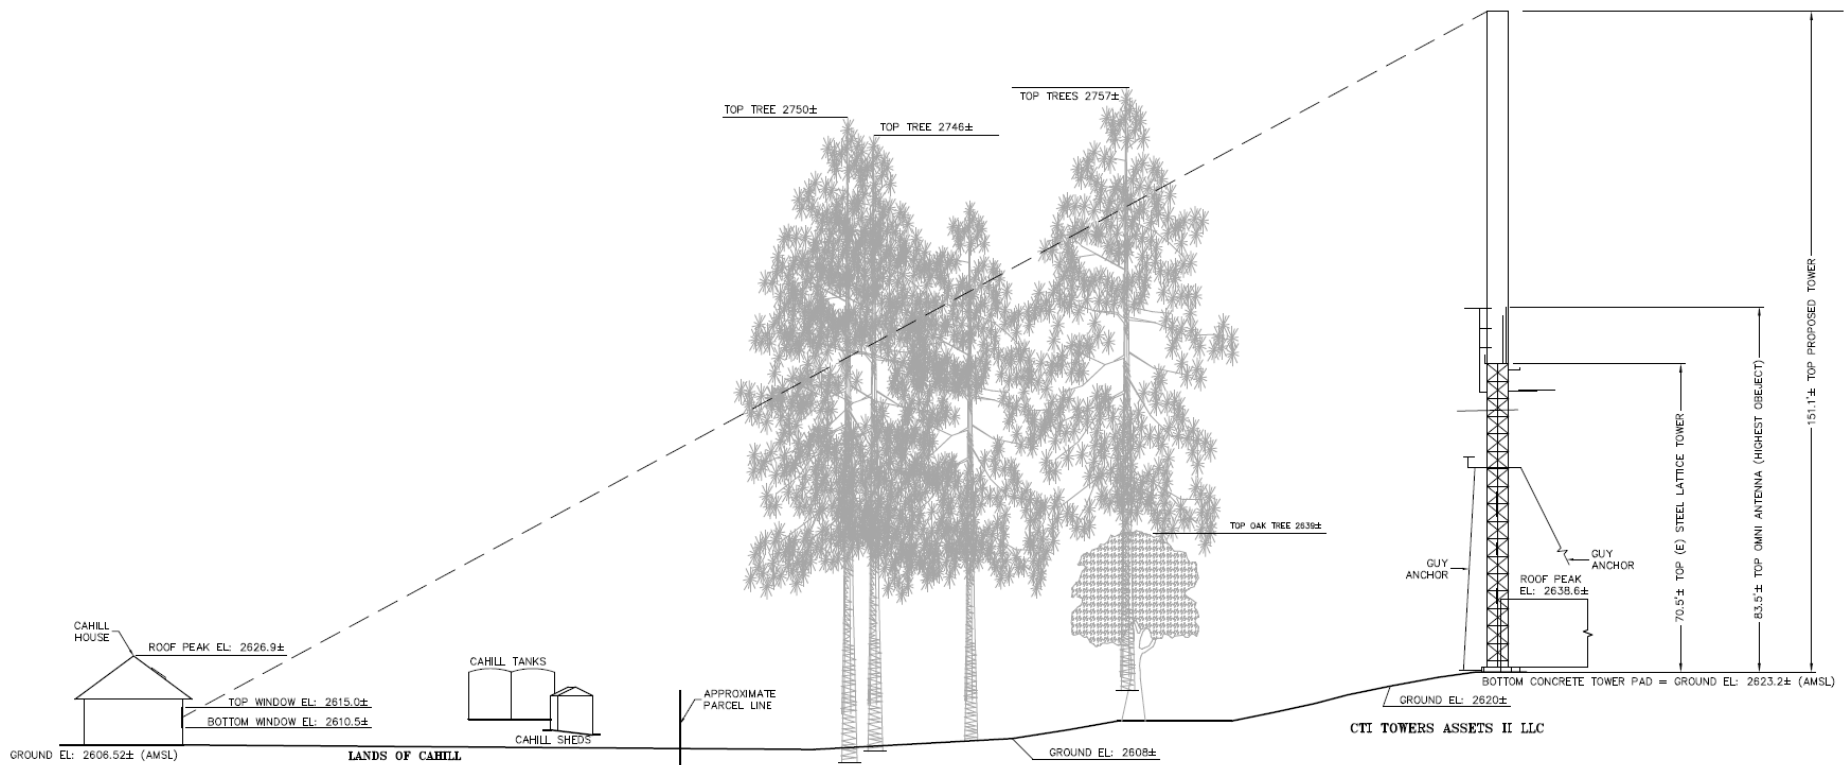 TOP TREE 2750±
TOP TREE 2746±
TOP TREES 2757±
TOP OAK TREE 2639±
CAHILL
HOUSE
ROOF PEAK EL: 2626.9±
TOP WINDOW EL: 2615.0±
BOTTOM WINDOW EL: 2610.5±
GROUND EL: 2606.52± (AMSL)
LANDS OF CAHILL
CAHILL TANKS
CAHILL SHEDS
APPROXIMATE
PARCEL LINE
GROUND EL: 2608±
GUY
ANCHOR
GUY
ANCHOR
ROOF PEAK
EL: 2638.6±
70.5'± TOP (E) STEEL LATTICE TOWER
83.5'± TOP OMNI ANTENNA (HIGHEST OBEJECT)
151.1'± TOP PROPOSED TOWER
BOTTOM CONCRETE TOWER PAD = GROUND EL: 2623.2± (AMSL)
GROUND EL: 2620±
CTI TOWERS ASSETS II LLC